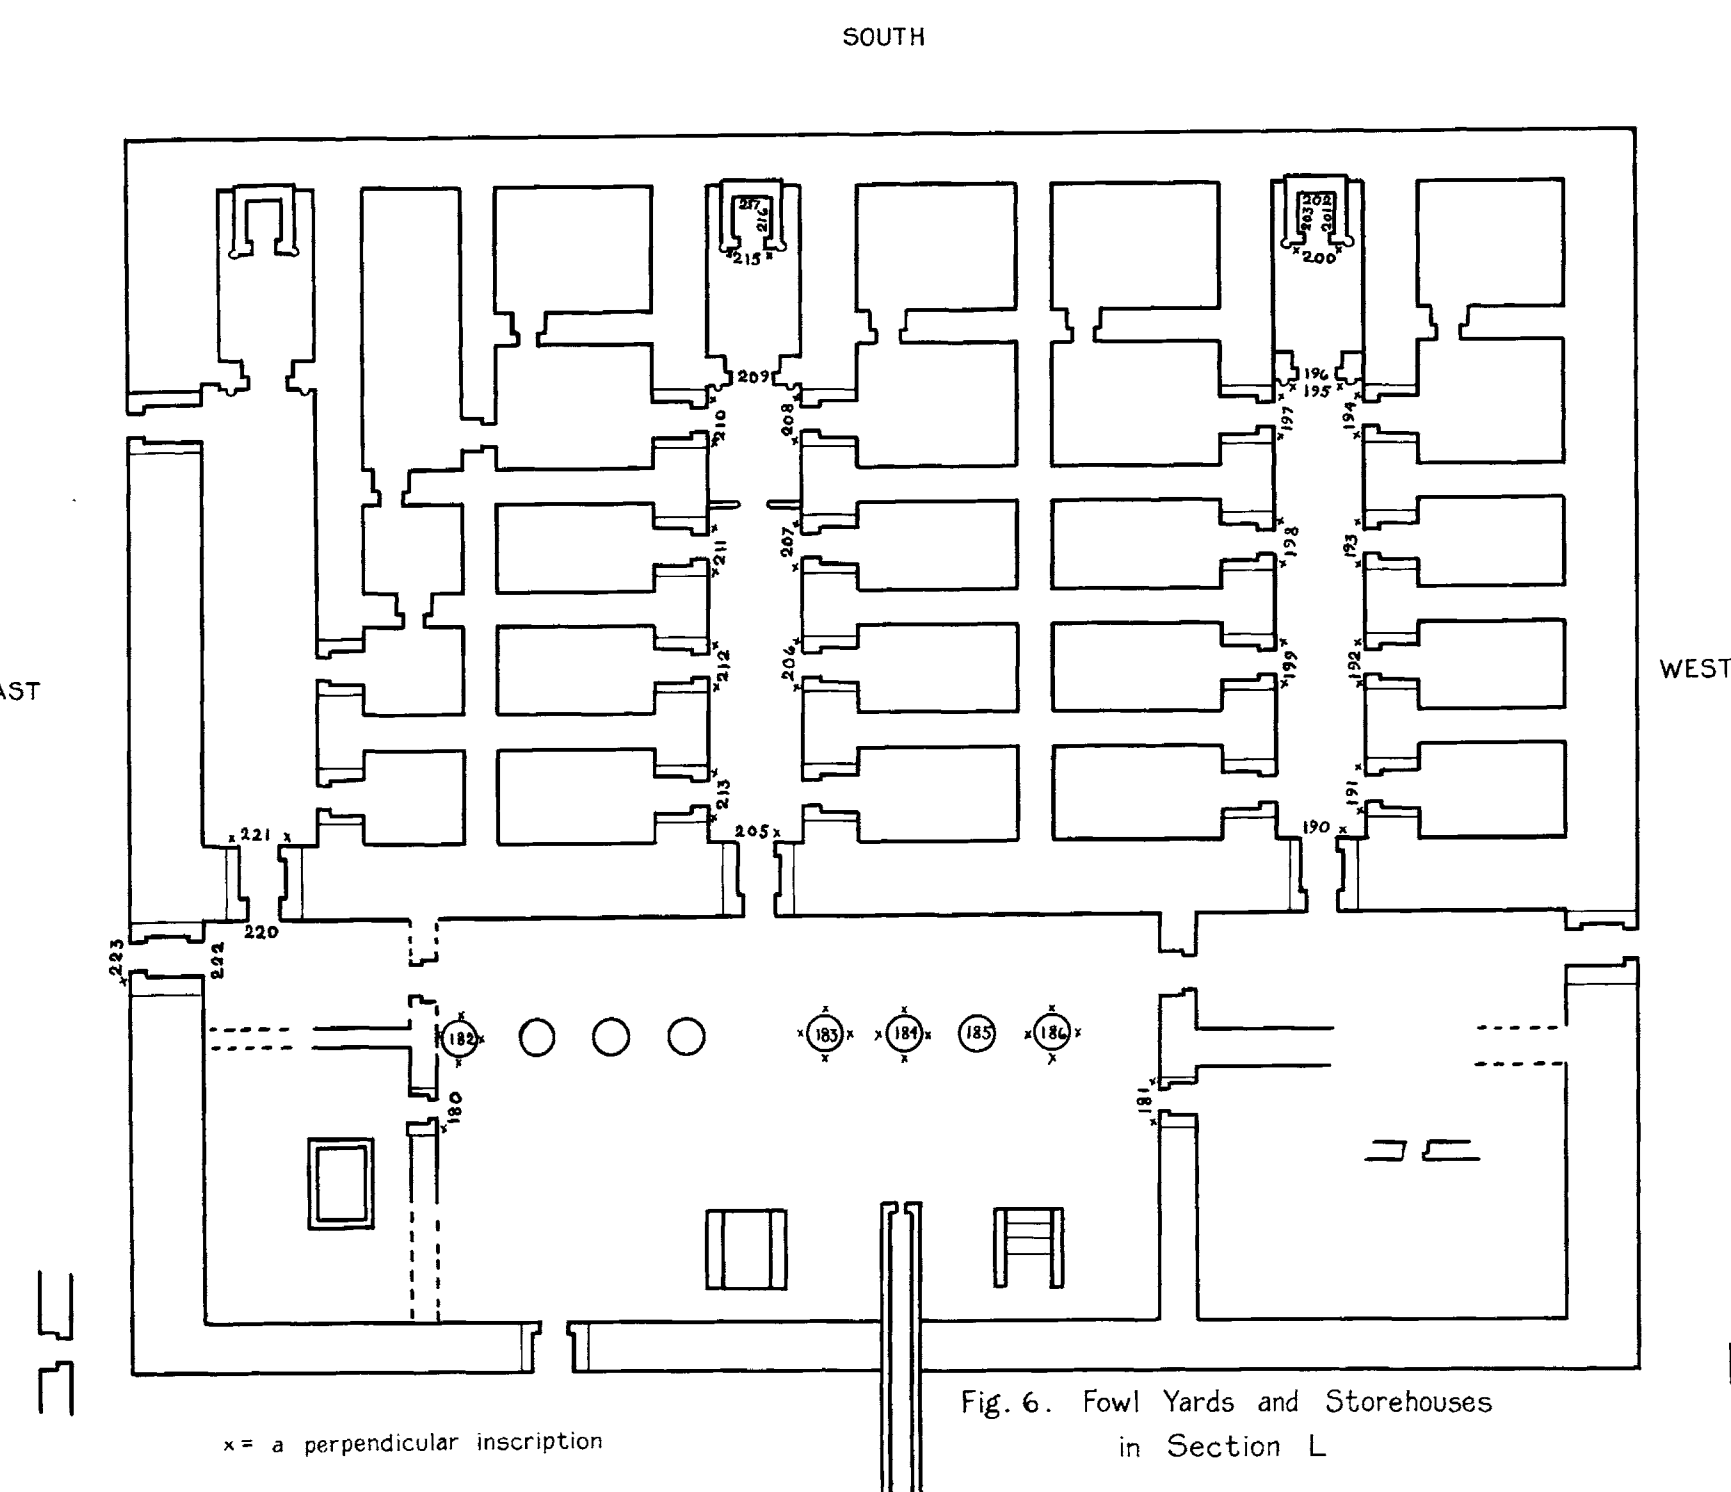 SOUTH
217 216
215
202
203 201
200
209
196
195
210 208 197 194
211 207 198 193
212 206 199 192
213 191
221 205 190
220
223 222
182 183 184 185 186
180 181
AST
WEST
Fig. 6. Fowl Yards and Storehouses
in Section L
x = a perpendicular inscription